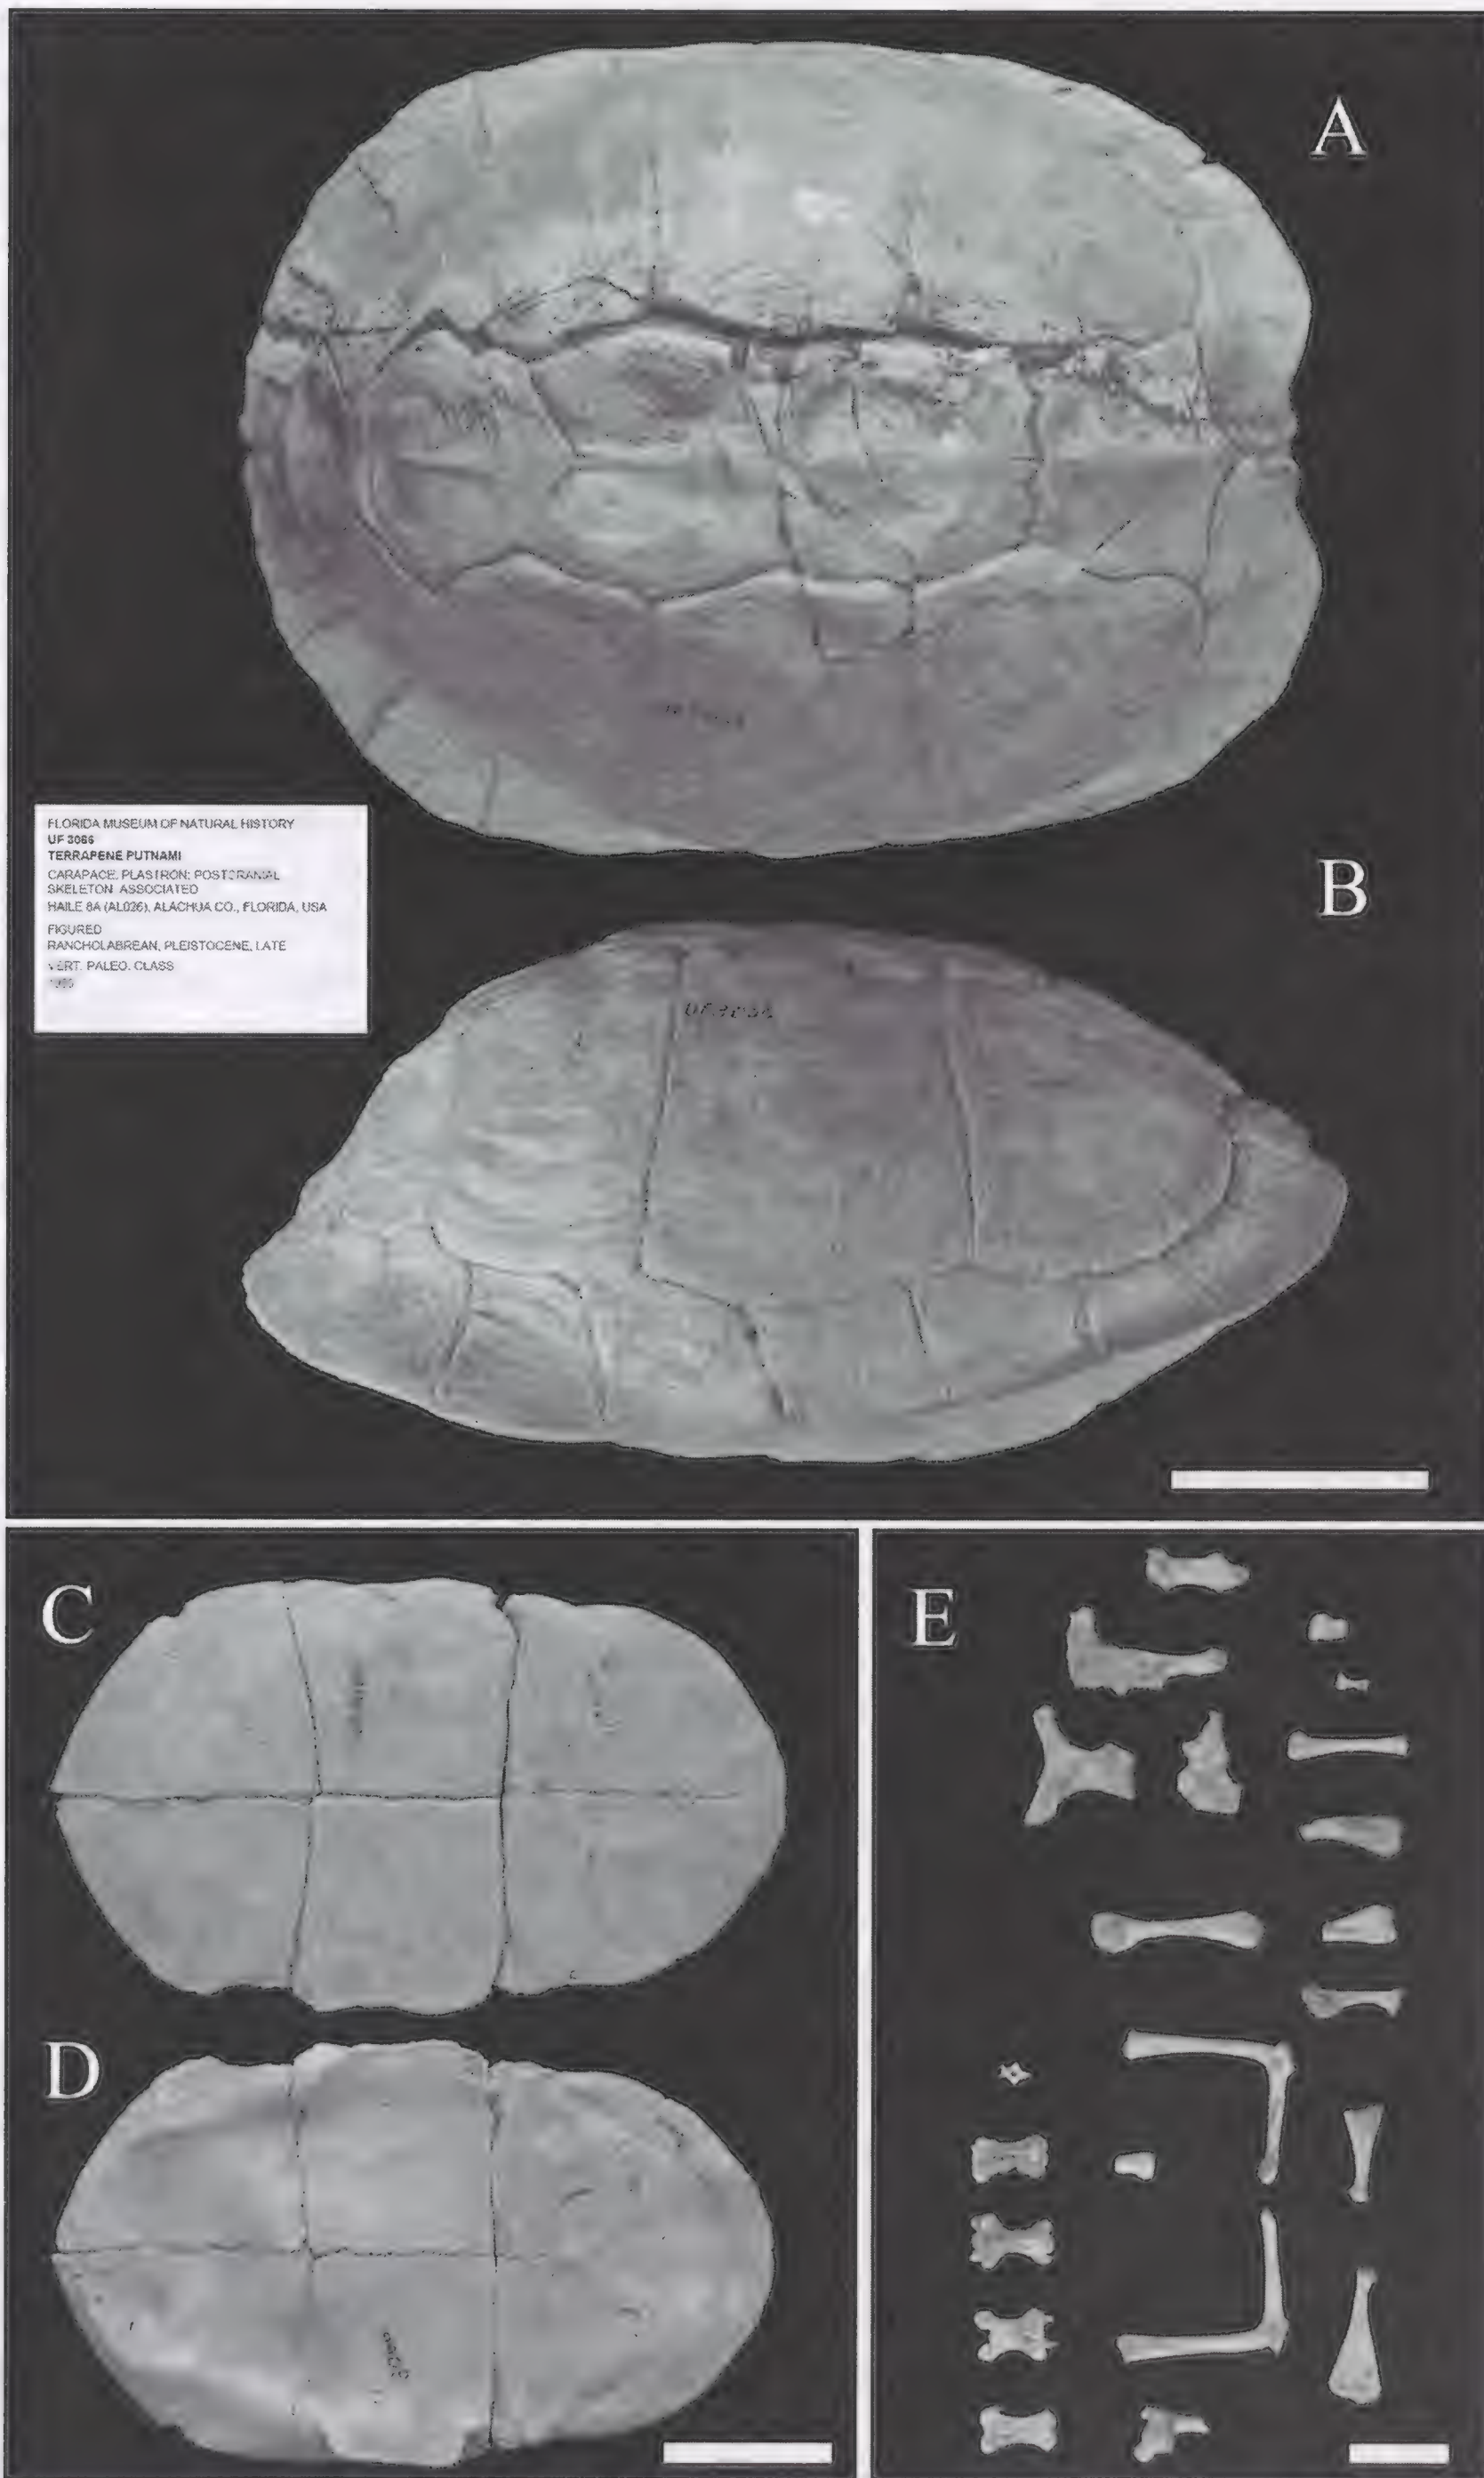 A
FLORIDA MUSEUM OF NATURAL HISTORY
UF 3066
TERRAPENE PUTNAMI
CARAPACE, PLASTRON; POSTCRANIAL
SKELETON ASSOCIATED
HAILE 8A (AL026), ALACHUA CO., FLORIDA, USA
FIGURED
RANCHOLABREAN, PLEISTOCENE, LATE
VERT. PALEO. CLASS
B
C
E
D